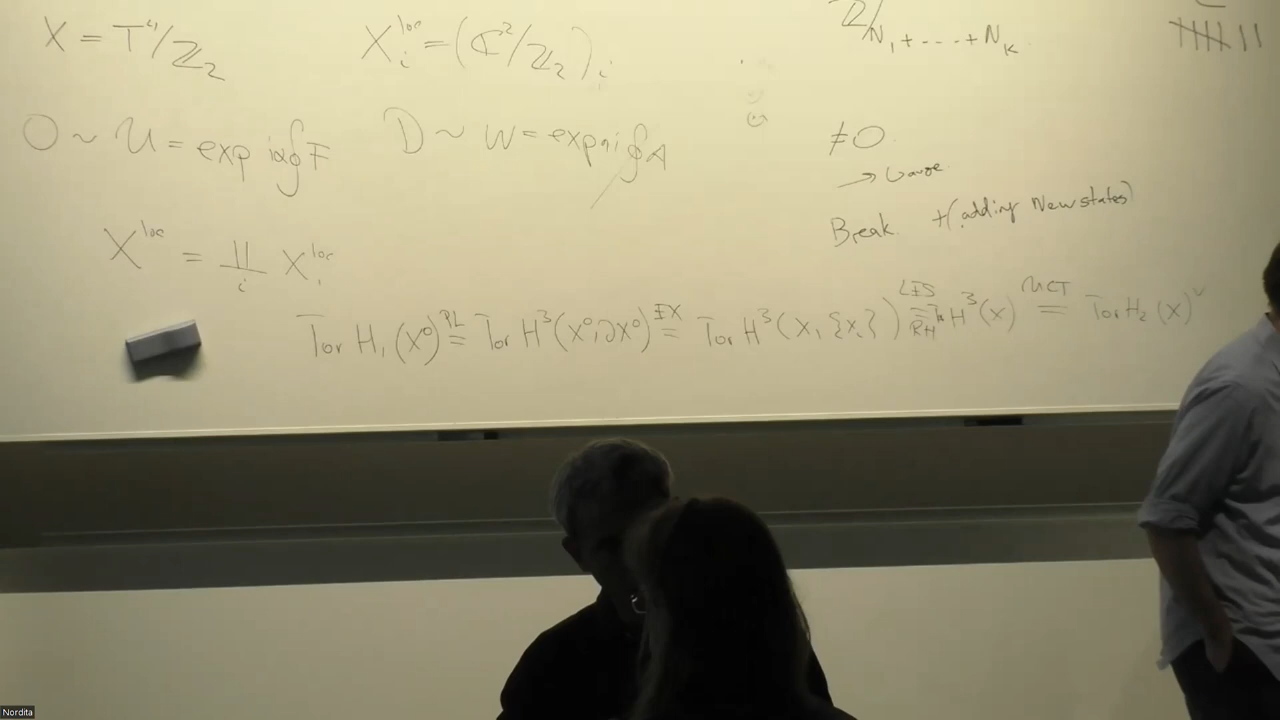 X = T⁴/ℤ₂
X_i^loc = (ℂ²/ℤ₂)_i
ℤ/N₁+----+N_K
O ~ U = exp iα∮F
D ~ W = exp ni∮A
≠0
→ Gauge
Break +(adding New states)
X^loc = ∐_i X_i^loc
Tor H₁(X°) =^{PL} Tor H³(X°,∂X°) =^{EX} Tor H³(X,{x_i}) ≅^{LES}_{RH} Tor H³(X) =^{UCT} Tor H₂(X)^∨
Nordita